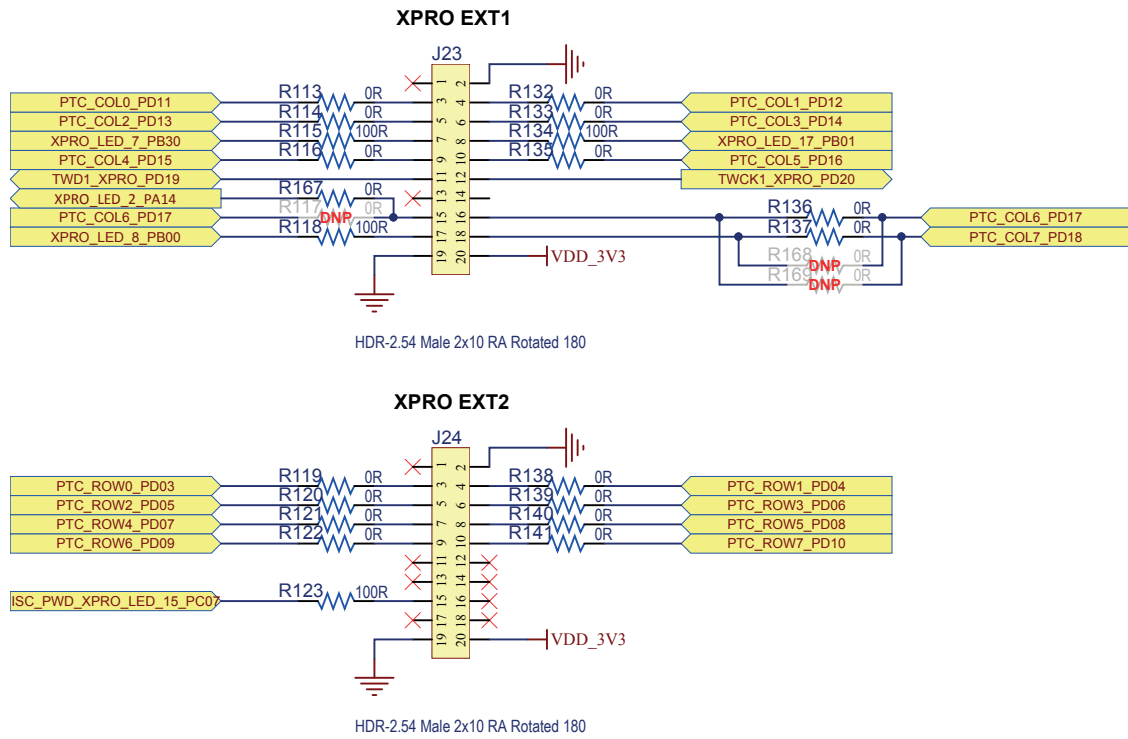 XPRO EXT1
J23
1 2
R113 0R 3 4 R132 0R
PTC_COL0_PD11 PTC_COL1_PD12
R114 0R 5 6 R133 0R
PTC_COL2_PD13 PTC_COL3_PD14
R115 100R 7 8 R134 100R
XPRO_LED_7_PB30 XPRO_LED_17_PB01
R116 0R 9 10 R135 0R
PTC_COL4_PD15 PTC_COL5_PD16
TWD1_XPRO_PD19 11 12 TWCK1_XPRO_PD20
R167 0R 13 14
XPRO_LED_2_PA14
R117 DNP 0R 15 16 R136 0R
PTC_COL6_PD17 PTC_COL6_PD17
R118 100R 17 18 R137 0R
XPRO_LED_8_PB00 PTC_COL7_PD18
19 20 VDD_3V3
R168 DNP 0R
R169 DNP 0R
HDR-2.54 Male 2x10 RA Rotated 180
XPRO EXT2
J24
1 2
R119 0R 3 4 R138 0R
PTC_ROW0_PD03 PTC_ROW1_PD04
R120 0R 5 6 R139 0R
PTC_ROW2_PD05 PTC_ROW3_PD06
R121 0R 7 8 R140 0R
PTC_ROW4_PD07 PTC_ROW5_PD08
R122 0R 9 10 R141 0R
PTC_ROW6_PD09 PTC_ROW7_PD10
11 12
13 14
ISC_PWD_XPRO_LED_15_PC07 R123 100R 15 16
17 18
19 20 VDD_3V3
HDR-2.54 Male 2x10 RA Rotated 180